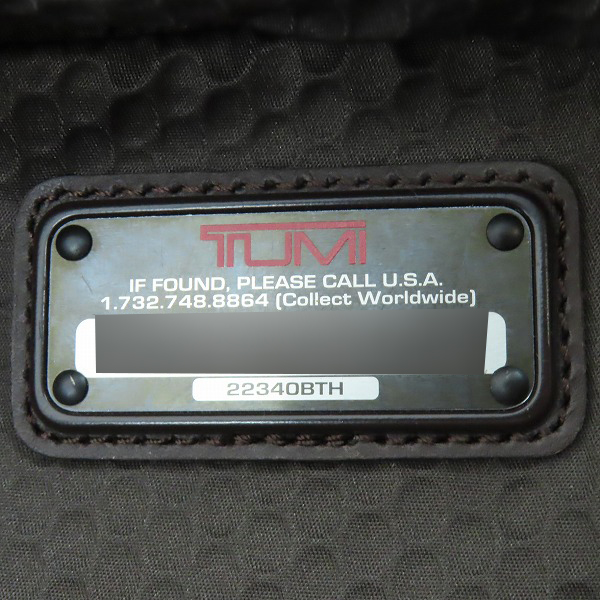 TUMI
IF FOUND, PLEASE CALL U.S.A.
1.732.748.8864 (Collect Worldwide)
22340BTH